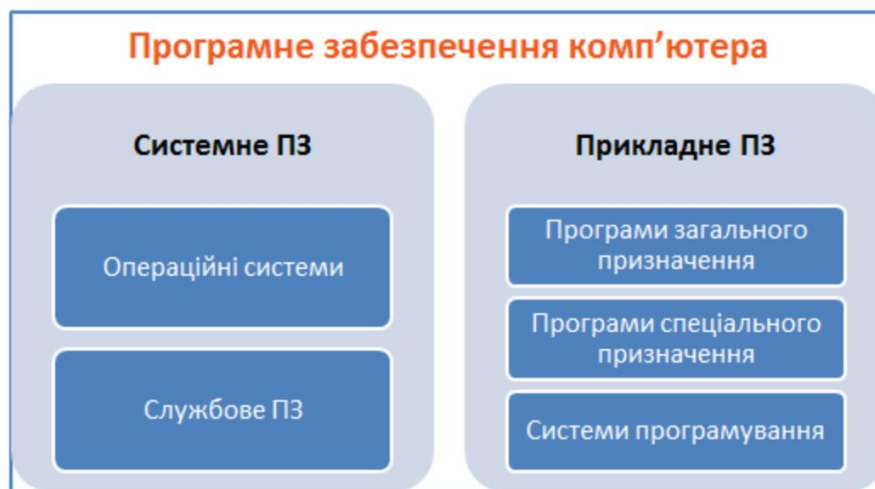 Програмне забезпечення комп’ютера
Системне ПЗ
Операційні системи
Службове ПЗ
Прикладне ПЗ
Програми загального
призначення
Програми спеціального
призначення
Системи програмування